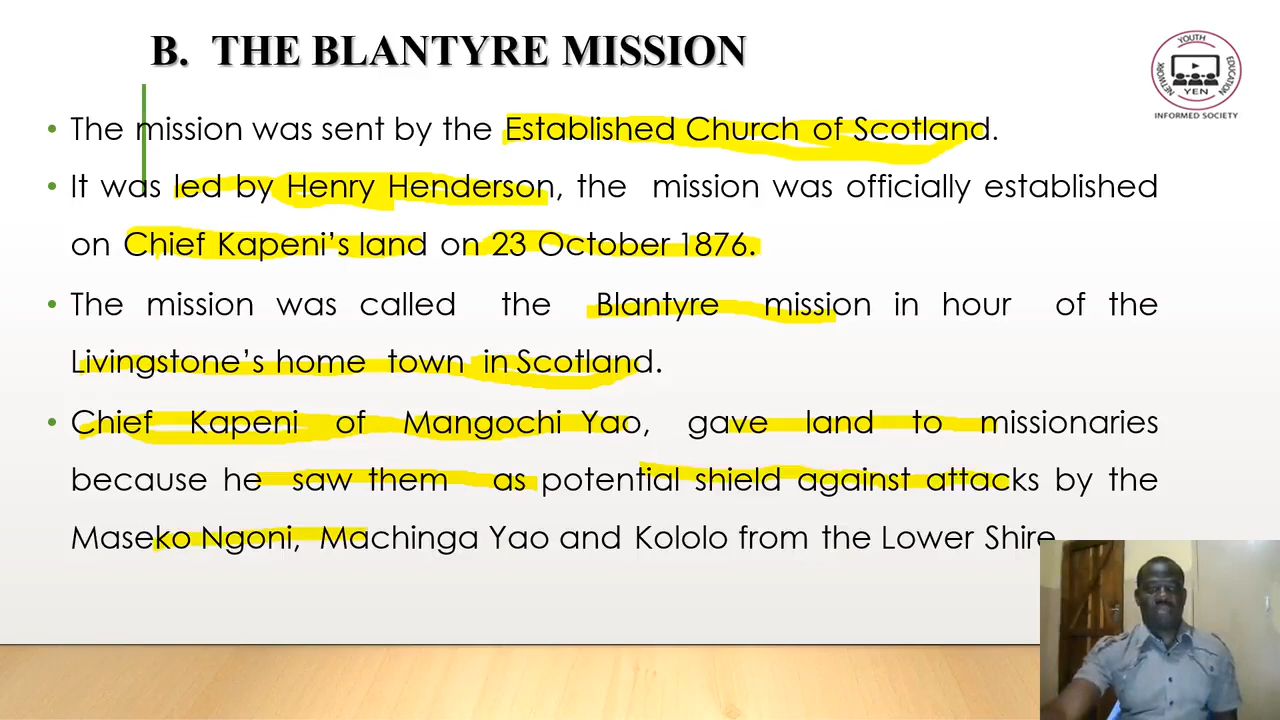 B. THE BLANTYRE MISSION
YOUTH
EDUCATION
NETWORK
YEN
INFORMED SOCIETY
• The mission was sent by the Established Church of Scotland.
• It was led by Henry Henderson, the mission was officially established
on Chief Kapeni’s land on 23 October 1876.
• The mission was called the Blantyre mission in hour of the
Livingstone’s home town in Scotland.
• Chief Kapeni of Mangochi Yao, gave land to missionaries
because he saw them as potential shield against attacks by the
Maseko Ngoni, Machinga Yao and Kololo from the Lower Shire